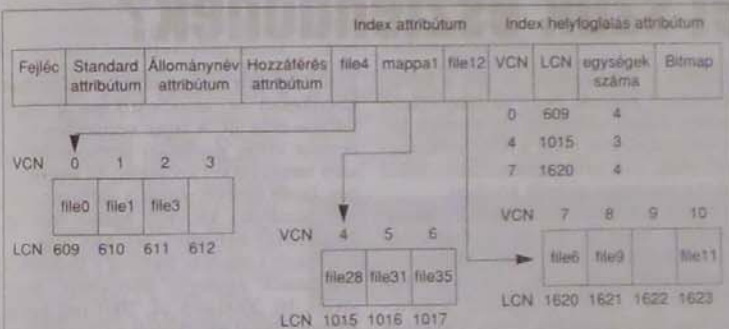 Index attribútum Index helyfoglalás attribútum
Fejléc Standard attribútum Állománynév attribútum Hozzáférés attribútum file4 mappa1 file12 VCN LCN egységek száma Bitmap
0 609 4
4 1015 3
7 1620 4
VCN 0 1 2 3
file0 file1 file3
LCN 609 610 611 612
VCN 4 5 6
file28 file31 file35
LCN 1015 1016 1017
VCN 7 8 9 10
file6 file9 file11
LCN 1620 1621 1622 1623